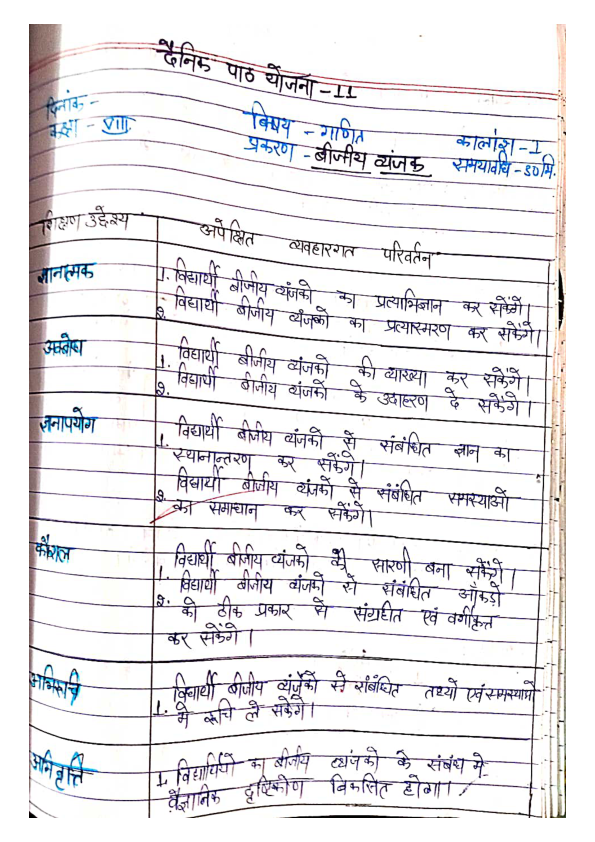 दैनिक पाठ योजना - 11
दिनांक -
कक्षा - VIII
विषय - गणित
प्रकरण - बीजीय व्यंजक
कालांश - I
समयावधि - 30 मि.
शिक्षण उद्देश्य
अपेक्षित व्यवहारगत परिवर्तन
ज्ञानात्मक
1. विद्यार्थी बीजीय व्यंजकों का प्रत्याभिज्ञान कर सकेंगे।
2. विद्यार्थी बीजीय व्यंजकों का प्रत्यास्मरण कर सकेंगे।
अवबोध
1. विद्यार्थी बीजीय व्यंजकों की व्याख्या कर सकेंगे।
2. विद्यार्थी बीजीय व्यंजकों के उदाहरण दे सकेंगे।
ज्ञनापयोग
1. विद्यार्थी बीजीय व्यंजकों से संबंधित ज्ञान का
स्थानान्तरण कर सकेंगे।
2. विद्यार्थी बीजीय व्यंजकों से संबंधित समस्याओं
का समाधान कर सकेंगे।
कौशल
1. विद्यार्थी बीजीय व्यंजकों की सारणी बना सकेंगे।
2. विद्यार्थी बीजीय व्यंजकों से संबंधित आँकड़ों
को ठीक प्रकार से संग्रहीत एवं वर्गीकृत
कर सकेंगे।
अभिरुचि
1. विद्यार्थी बीजीय व्यंजकों से संबंधित तथ्यों एवं समस्याओं
में रूचि ले सकेंगे।
अभिवृत्ति
1. विद्यार्थियों का बीजीय व्यंजकों के संबंध में
वैज्ञानिक दृष्टिकोण विकसित होगा।